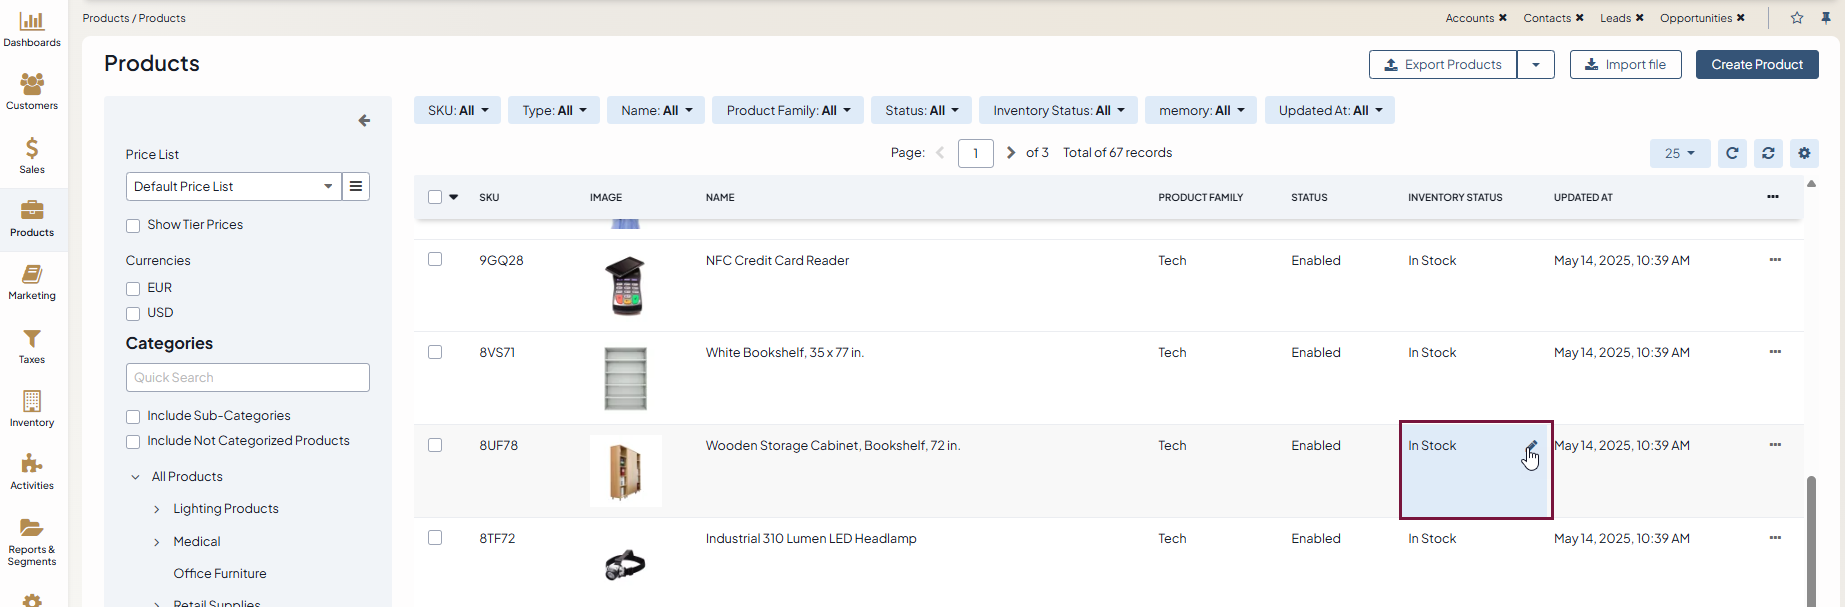 Products / Products
Accounts ✖ Contacts ✖ Leads ✖ Opportunities ✖
Dashboards
Customers
Sales
Products
Marketing
Taxes
Inventory
Activities
Reports &
Segments
Products
Export Products
Import file
Create Product
Price List
Default Price List
Show Tier Prices
Currencies
EUR
USD
Categories
Quick Search
Include Sub-Categories
Include Not Categorized Products
All Products
Lighting Products
Medical
Office Furniture
Retail Supplies
SKU: All Type: All Name: All Product Family: All Status: All Inventory Status: All memory: All Updated At: All
Page: 1 of 3 Total of 67 records
25
SKU IMAGE NAME PRODUCT FAMILY STATUS INVENTORY STATUS UPDATED AT
9GQ28 NFC Credit Card Reader Tech Enabled In Stock May 14, 2025, 10:39 AM
8VS71 White Bookshelf, 35 x 77 in. Tech Enabled In Stock May 14, 2025, 10:39 AM
8UF78 Wooden Storage Cabinet, Bookshelf, 72 in. Tech Enabled In Stock May 14, 2025, 10:39 AM
8TF72 Industrial 310 Lumen LED Headlamp Tech Enabled In Stock May 14, 2025, 10:39 AM